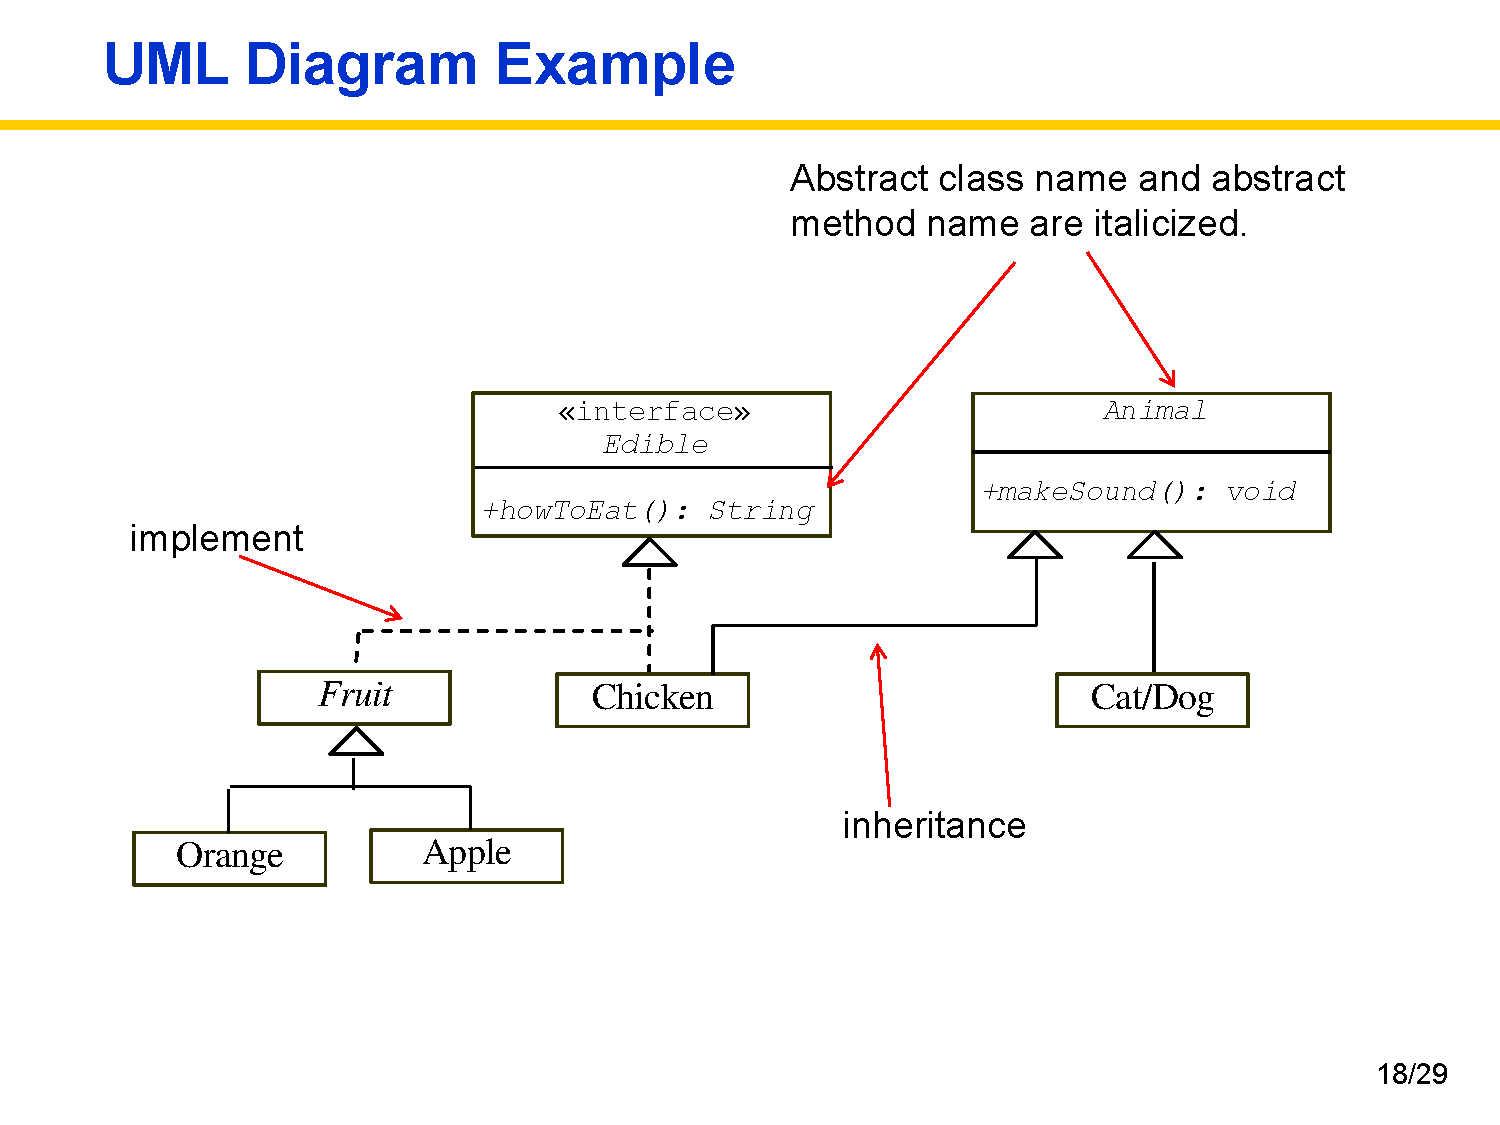 UML Diagram Example
Abstract class name and abstract
method name are italicized.
«interface»
Edible
+howToEat(): String
Animal
+makeSound(): void
implement
Fruit
Chicken
Cat/Dog
inheritance
Orange
Apple
18/29